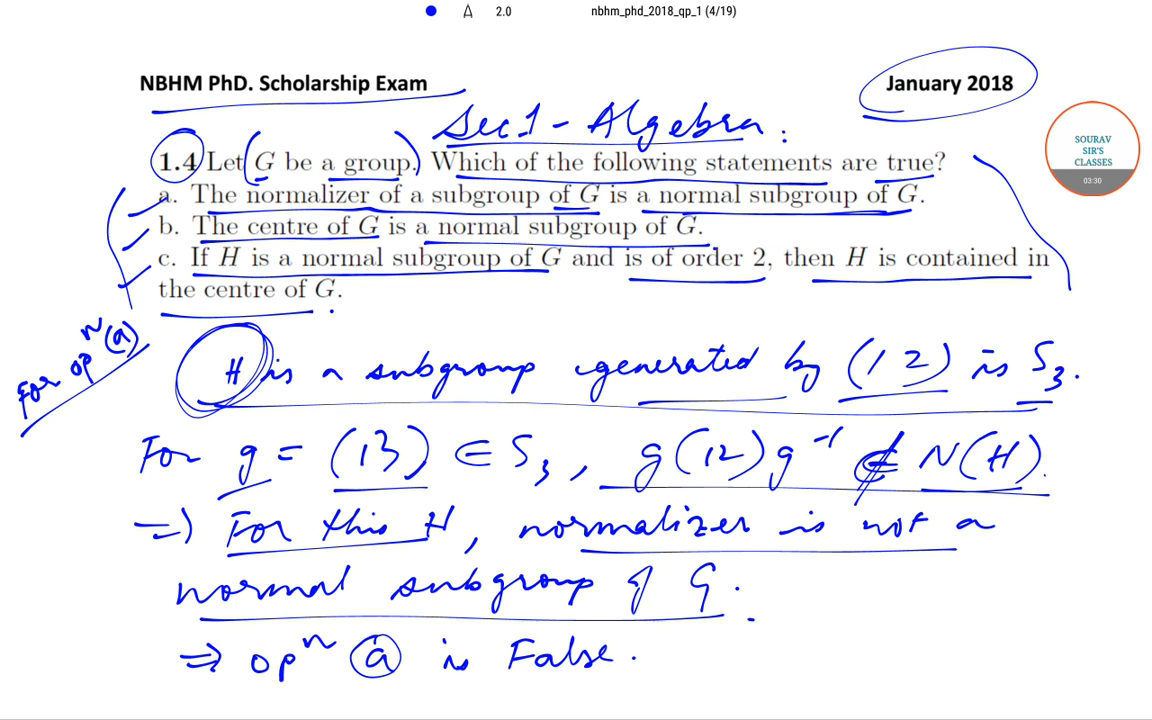 2.0 nbhm_phd_2018_qp_1 (4/19)
NBHM PhD. Scholarship Exam January 2018
Sec 1 - Algebra.
SOURAV
SIR'S
CLASSES
03:30
1.4 Let G be a group. Which of the following statements are true?
a. The normalizer of a subgroup of G is a normal subgroup of G.
b. The centre of G is a normal subgroup of G.
c. If H is a normal subgroup of G and is of order 2, then H is contained in
the centre of G.
For opⁿ (a)
H is a subgroup generated by (1 2) in S₃.
For g = (13) ∈ S₃, g(12)g⁻¹ ∉ N(H).
⇒) For this H, normalizer is not a
normal subgroup of G.
⇒ opⁿ (a) is False.